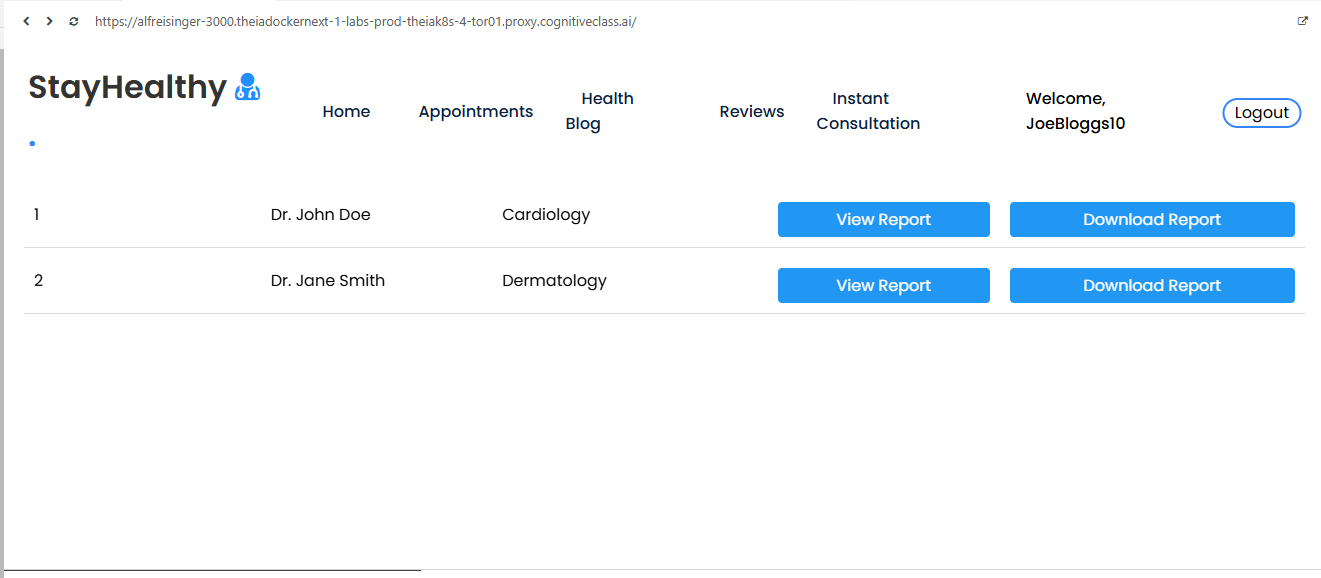 https://alfreisinger-3000.theiadockernext-1-labs-prod-theiak8s-4-tor01.proxy.cognitiveclass.ai/
StayHealthy
Home
Appointments
Health
Blog
Reviews
Instant
Consultation
Welcome,
JoeBloggs10
Logout
1 Dr. John Doe Cardiology View Report Download Report
2 Dr. Jane Smith Dermatology View Report Download Report